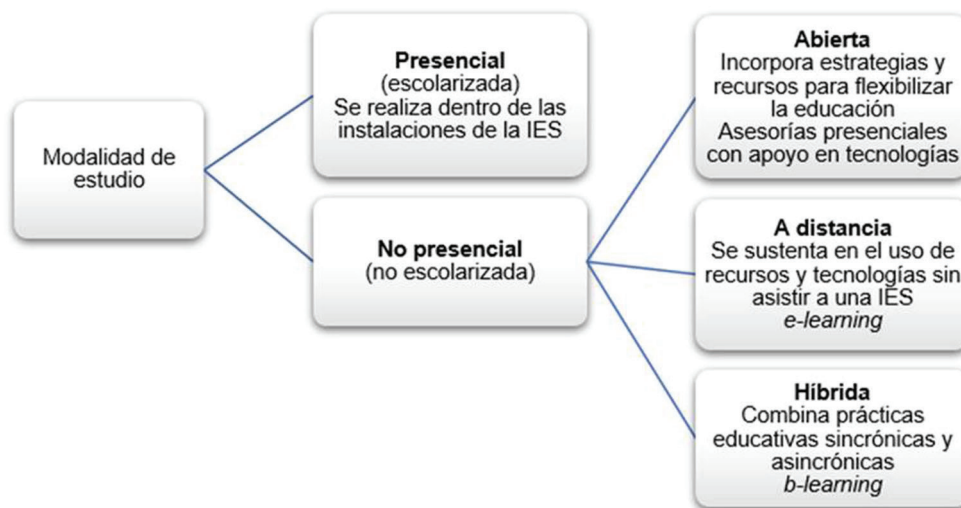 Modalidad de
estudio
Presencial
(escolarizada)
Se realiza dentro de las
instalaciones de la IES
No presencial
(no escolarizada)
Abierta
Incorpora estrategias y
recursos para flexibilizar
la educación
Asesorías presenciales
con apoyo en tecnologías
A distancia
Se sustenta en el uso de
recursos y tecnologías sin
asistir a una IES
e-learning
Híbrida
Combina prácticas
educativas sincrónicas y
asincrónicas
b-learning